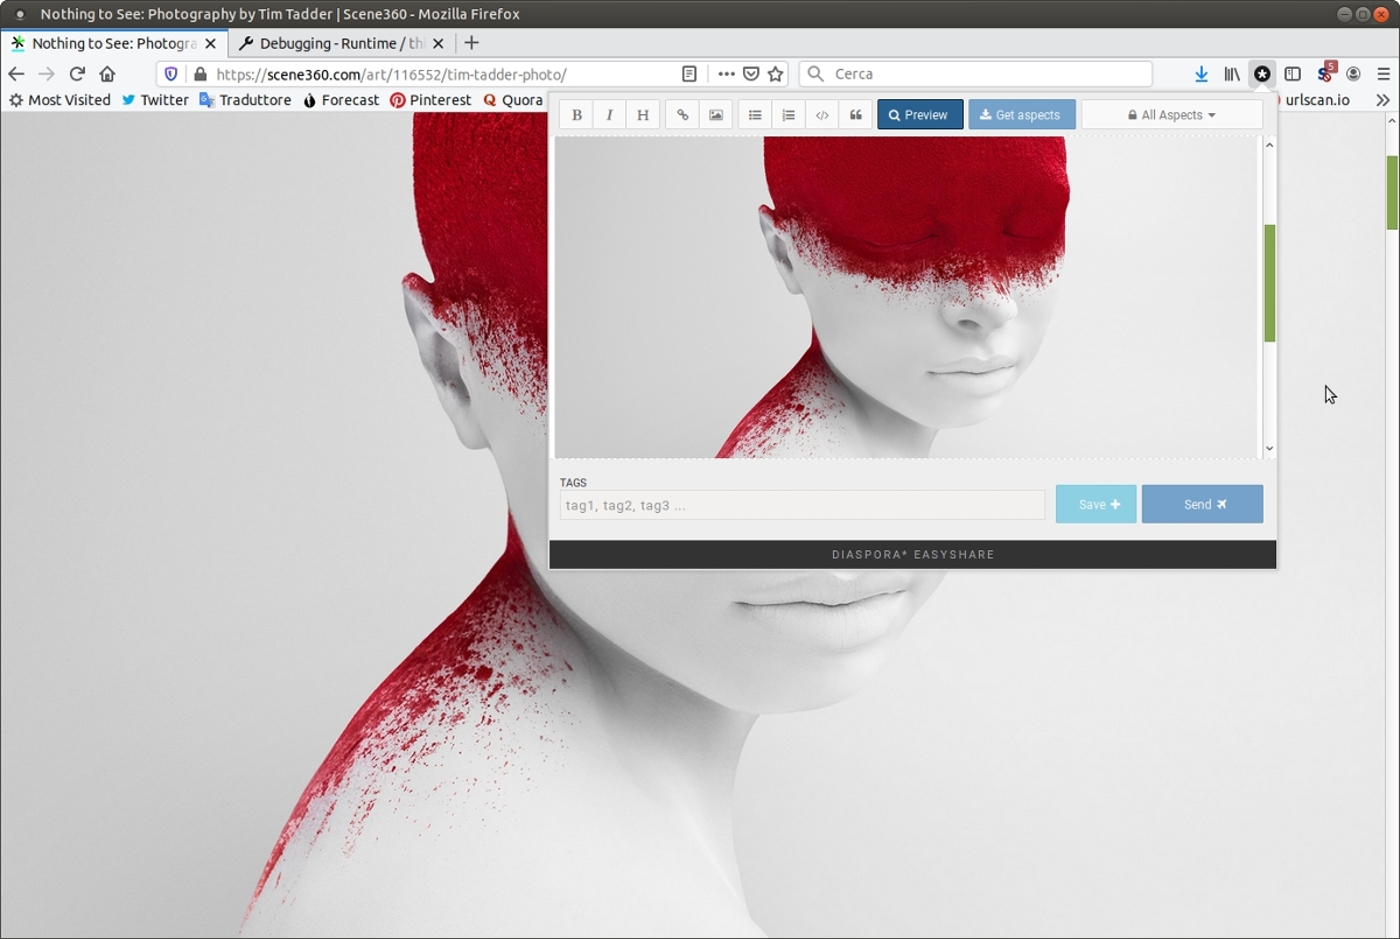 Nothing to See: Photography by Tim Tadder | Scene360 - Mozilla Firefox
Nothing to See: Photogra
Debugging - Runtime / th
https://scene360.com/art/116552/tim-tadder-photo/
Cerca
5
Most Visited
Twitter
Traduttore
Forecast
Pinterest
Quora
urlscan.io
B
I
H
Preview
Get aspects
All Aspects
TAGS
tag1, tag2, tag3 ...
Save
Send
DIASPORA* EASYSHARE